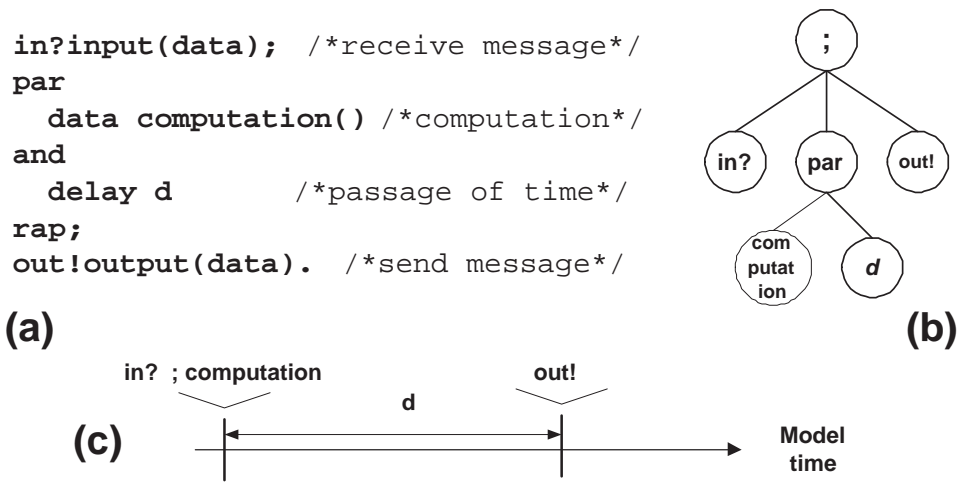 in?input(data); /*receive message*/
par
data computation() /*computation*/
and
delay d /*passage of time*/
rap;
out!output(data). /*send message*/
(a)
;
in?
par
out!
com
putat
ion
d
(b)
in? ; computation
out!
d
(c)
Model
time